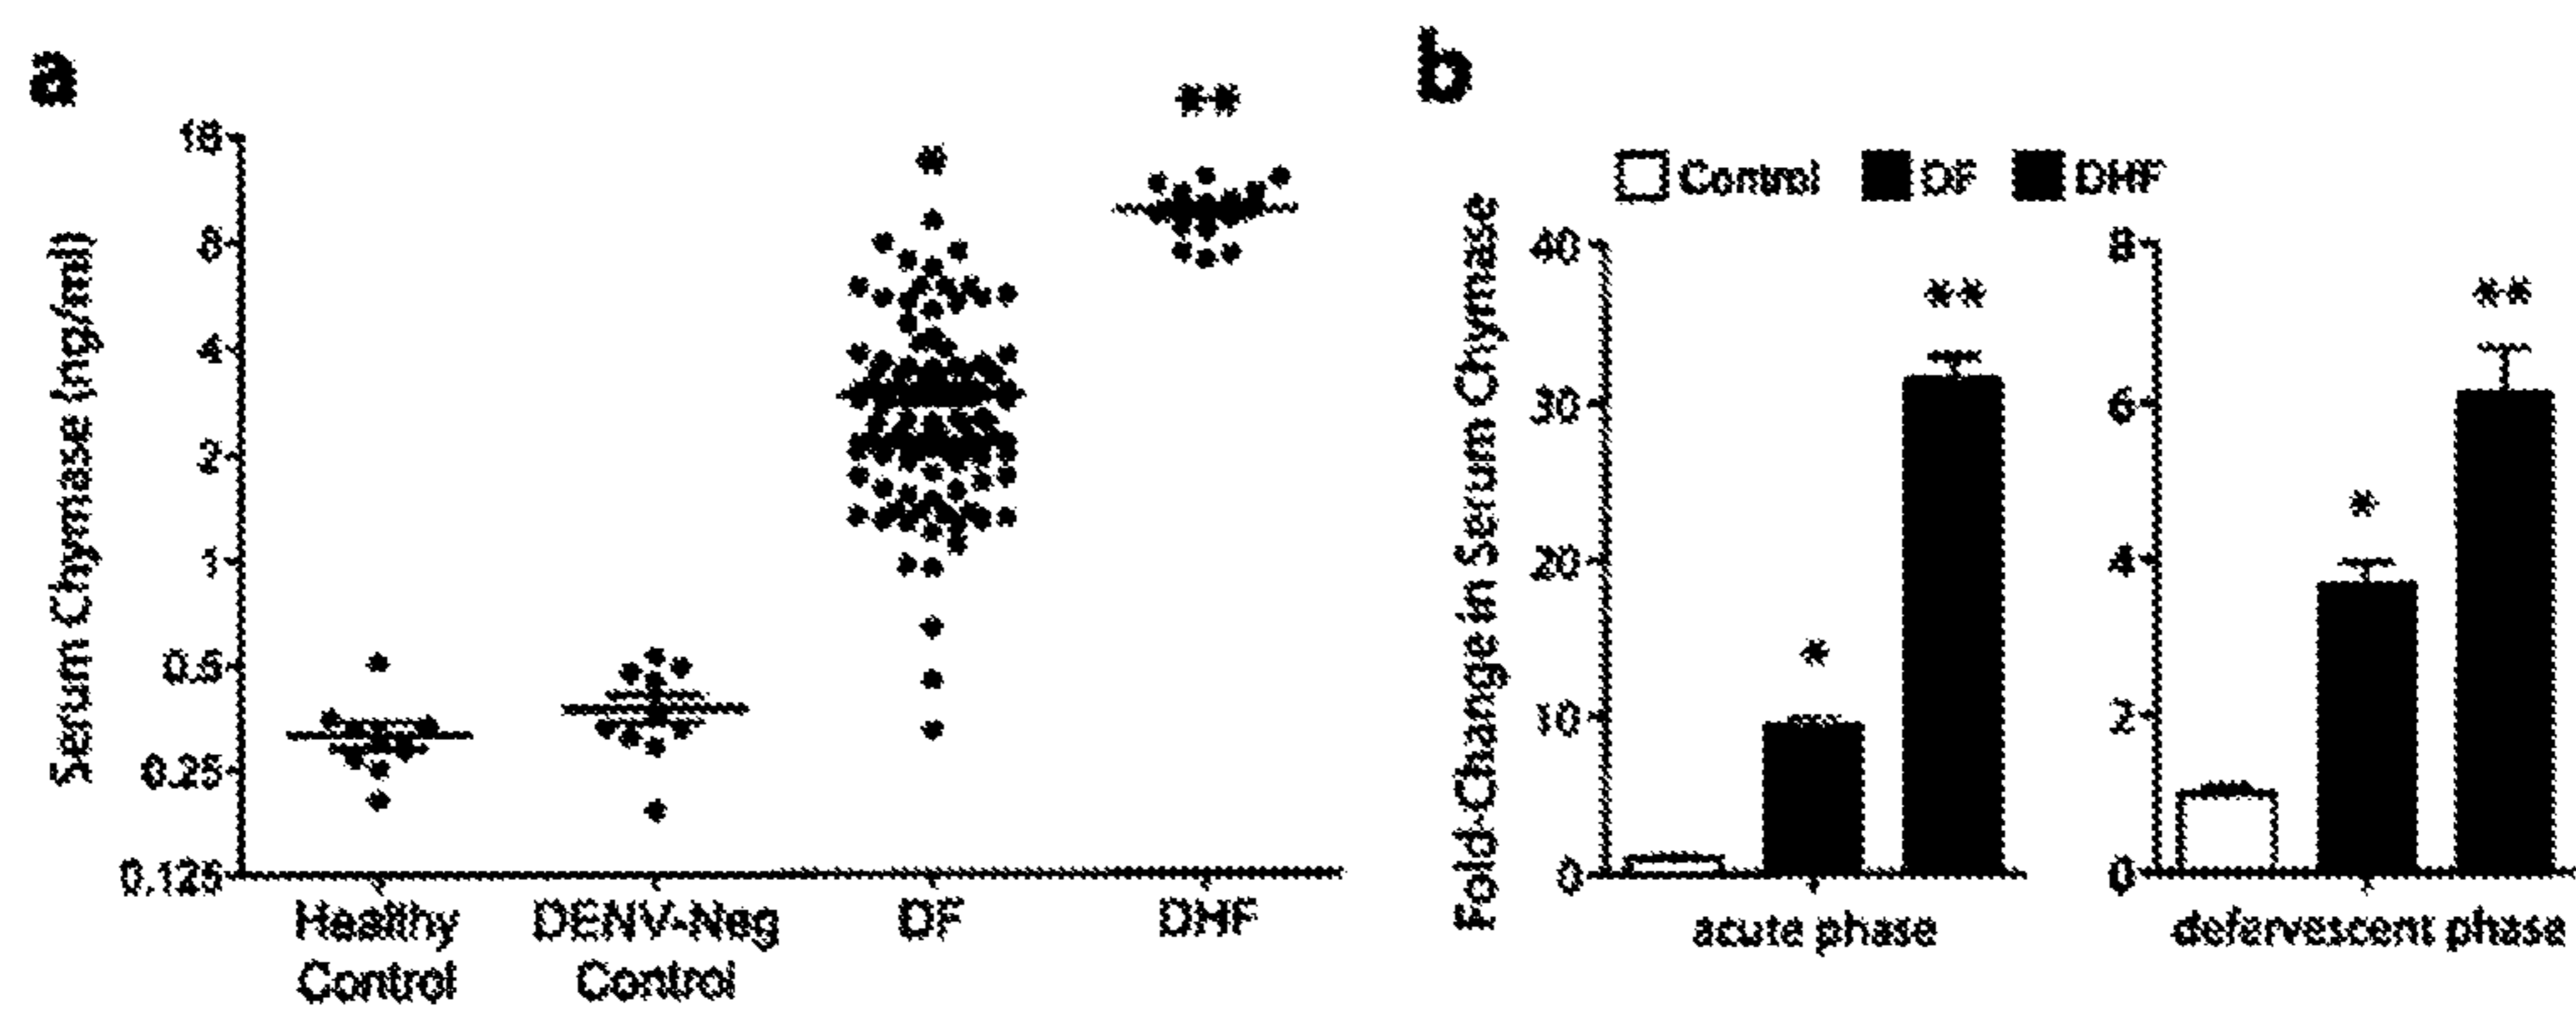 a
**
16
8
4
2
1
0.5
0.25
0.125
Serum Chymase (ng/ml)
Healthy
Control
DENV-Neg
Control
DF
DHF
b
Control DF DHF
Fold-Change in Serum Chymase
40
30
20
10
0
*
**
acute phase
8
6
4
2
0
*
**
defervescent phase